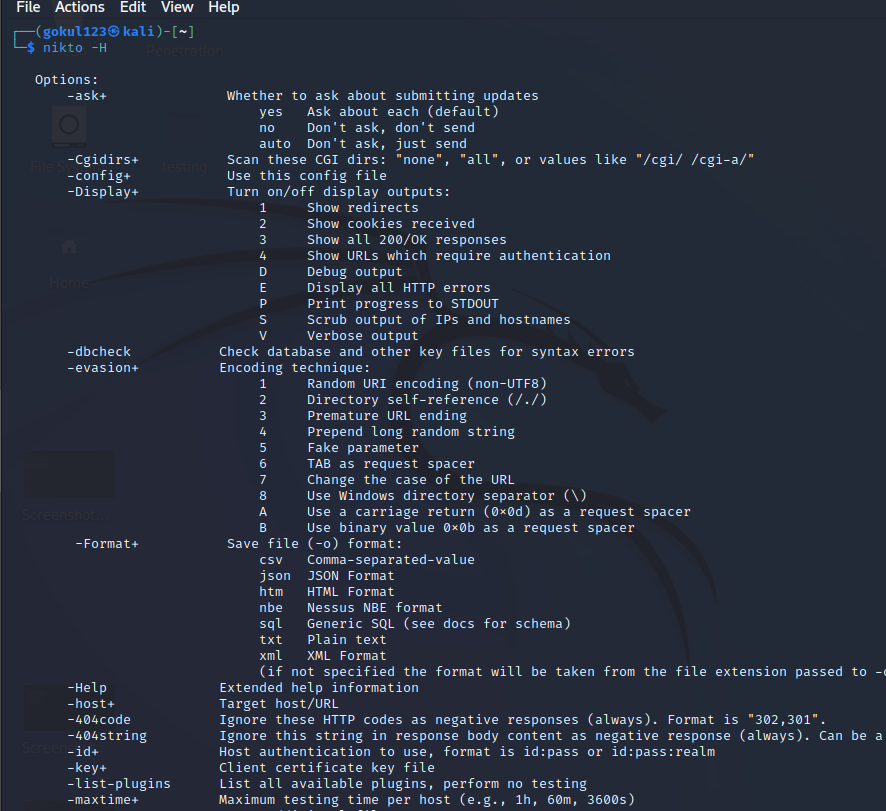 File Actions Edit View Help
┌──(gokul123㉿kali)-[~]
└─$ nikto -H
Penetration
Options:
-ask+ Whether to ask about submitting updates
yes Ask about each (default)
no Don't ask, don't send
auto Don't ask, just send
-Cgidirs+ Scan these CGI dirs: "none", "all", or values like "/cgi/ /cgi-a/"
testing
-config+ Use this config file
-Display+ Turn on/off display outputs:
1 Show redirects
2 Show cookies received
3 Show all 200/OK responses
4 Show URLs which require authentication
D Debug output
Home
E Display all HTTP errors
P Print progress to STDOUT
S Scrub output of IPs and hostnames
V Verbose output
-dbcheck Check database and other key files for syntax errors
-evasion+ Encoding technique:
1 Random URI encoding (non-UTF8)
2 Directory self-reference (/./)
3 Premature URL ending
4 Prepend long random string
5 Fake parameter
6 TAB as request spacer
7 Change the case of the URL
8 Use Windows directory separator (\)
A Use a carriage return (0×0d) as a request spacer
Screenshot...
B Use binary value 0×0b as a request spacer
-Format+ Save file (-o) format:
csv Comma-separated-value
json JSON Format
htm HTML Format
nbe Nessus NBE format
sql Generic SQL (see docs for schema)
txt Plain text
xml XML Format
(if not specified the format will be taken from the file extension passed to
-Help Extended help information
-host+ Target host/URL
-404code Ignore these HTTP codes as negative responses (always). Format is "302,301".
-404string Ignore this string in response body content as negative response (always). Can be a
-id+ Host authentication to use, format is id:pass or id:pass:realm
-key+ Client certificate key file
-list-plugins List all available plugins, perform no testing
-maxtime+ Maximum testing time per host (e.g., 1h, 60m, 3600s)